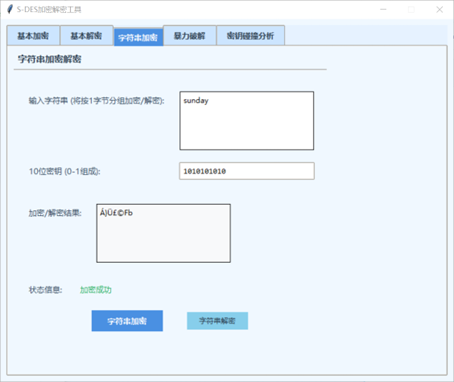 S-DES加密解密工具
基本加密 基本解密 字符串加密 暴力破解 密钥碰撞分析
字符串加密解密
输入字符串 (将按1字节分组加密/解密):
sunday
10位密钥 (0-1组成):
1010101010
加密/解密结果:
Á)Ü£©Fb
状态信息: 加密成功
字符串加密 字符串解密